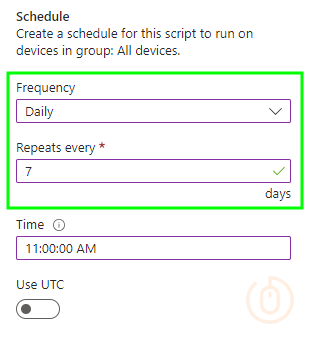 Schedule
Create a schedule for this script to run on
devices in group: All devices.
Frequency
Daily
Repeats every *
7
days
Time
11:00:00 AM
Use UTC